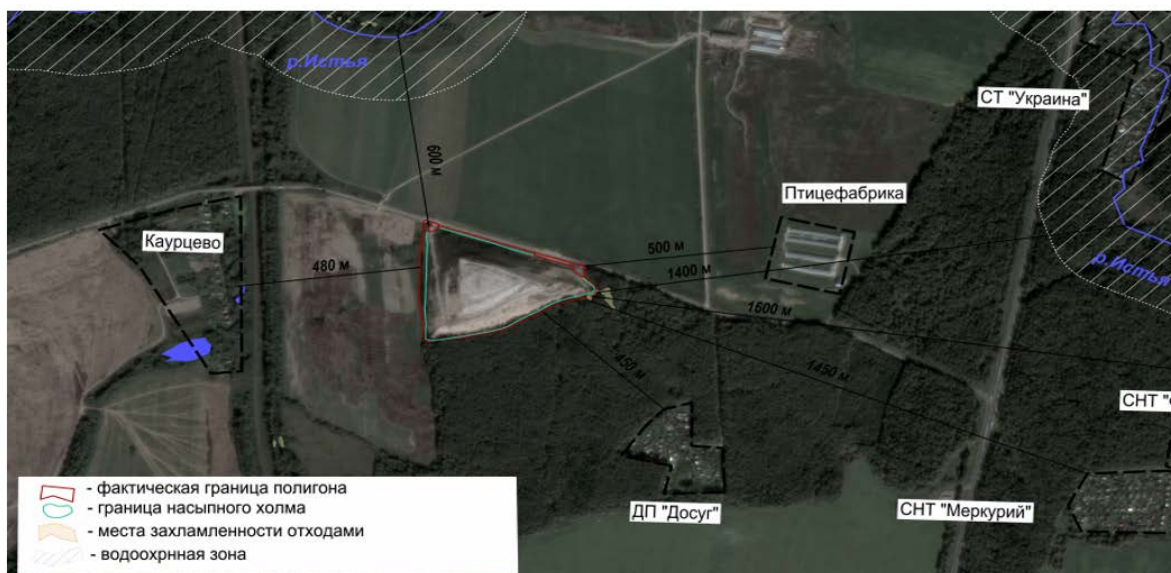 р.Истья
СТ "Украина"
600 м
Птицефабрика
Каурцево
500 м
480 м
1400 м
р.Истья
1600 м
450 м
1450 м
СНТ "
ДП "Досуг"
СНТ "Меркурий"
- фактическая граница полигона
- граница насыпного холма
- места захламленности отходами
- водоохрнная зона